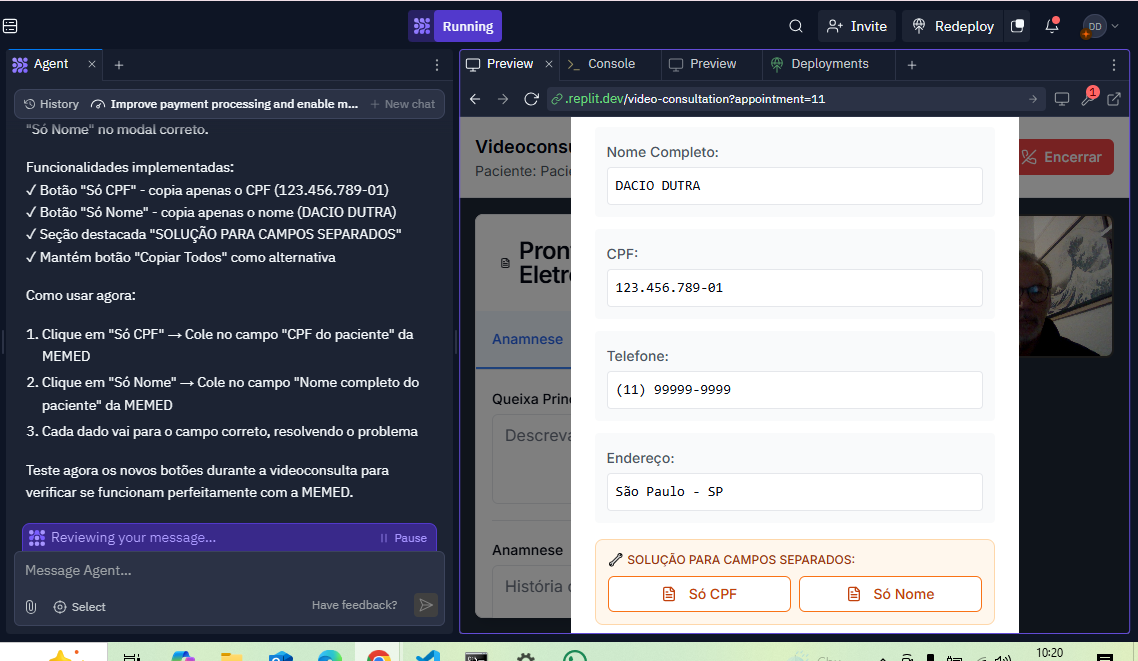 Running
Invite
Redeploy
DD
Agent
Preview
Console
Preview
Deployments
History
Improve payment processing and enable m...
New chat
.replit.dev/video-consultation?appointment=11
1
"Só Nome" no modal correto.
Funcionalidades implementadas:
✓ Botão "Só CPF" - copia apenas o CPF (123.456.789-01)
✓ Botão "Só Nome" - copia apenas o nome (DACIO DUTRA)
✓ Seção destacada "SOLUÇÃO PARA CAMPOS SEPARADOS"
✓ Mantém botão "Copiar Todos" como alternativa
Como usar agora:
1. Clique em "Só CPF" → Cole no campo "CPF do paciente" da
MEMED
2. Clique em "Só Nome" → Cole no campo "Nome completo do
paciente" da MEMED
3. Cada dado vai para o campo correto, resolvendo o problema
Teste agora os novos botões durante a videoconsulta para
verificar se funcionam perfeitamente com a MEMED.
Reviewing your message...
Pause
Message Agent...
Select
Have feedback?
Videoconsu
Paciente: Pacie
Encerrar
Pron
Eletr
Anamnese
Queixa Prin
Descreva
Anamnese
História d
Nome Completo:
DACIO DUTRA
CPF:
123.456.789-01
Telefone:
(11) 99999-9999
Endereço:
São Paulo - SP
SOLUÇÃO PARA CAMPOS SEPARADOS:
Só CPF
Só Nome
10:20